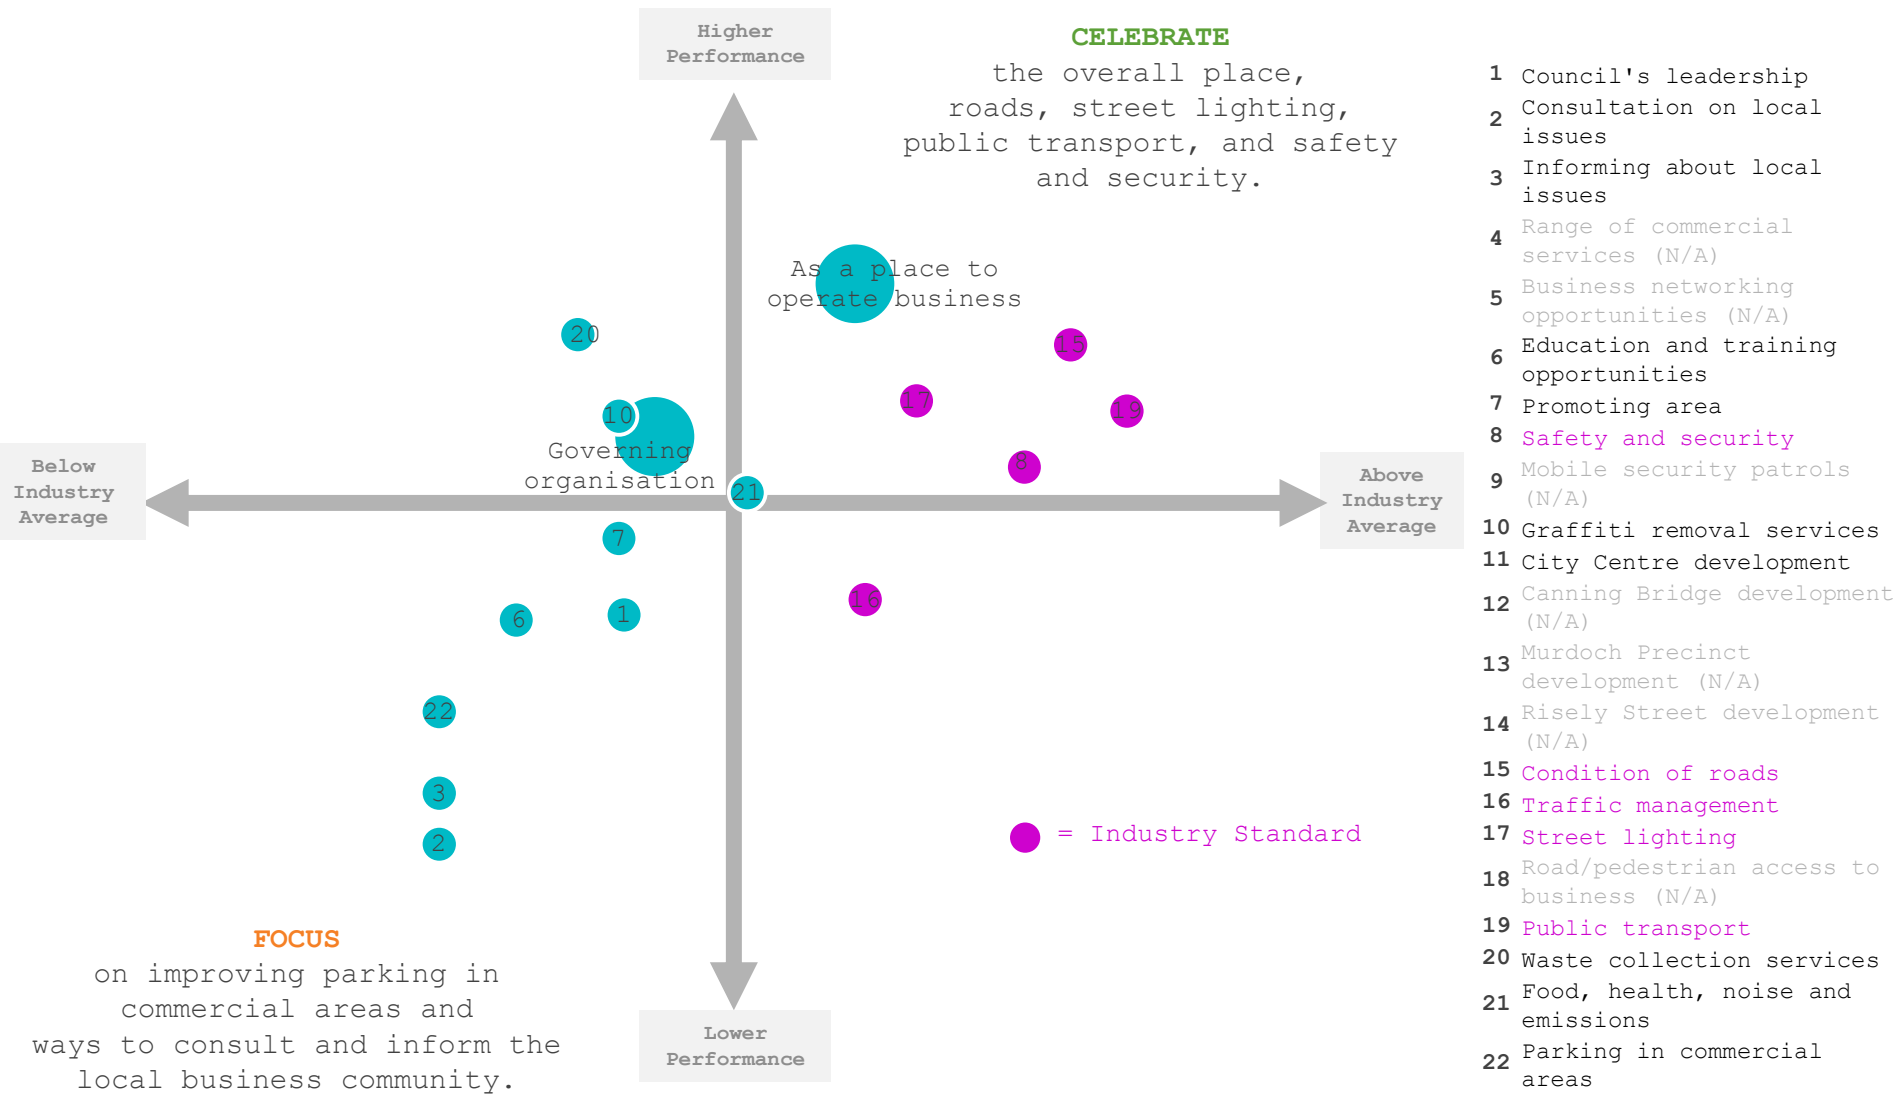 Higher
Performance
CELEBRATE
the overall place,
roads, street lighting,
public transport, and safety
and security.
As a place to
operate business
20
15
17
19
10
Governing
organisation
8
21
Below
Industry
Average
Above
Industry
Average
7
16
6
1
22
3
2
= Industry Standard
FOCUS
on improving parking in
commercial areas and
ways to consult and inform the
local business community.
Lower
Performance
1 Council's leadership
2 Consultation on local
issues
3 Informing about local
issues
4 Range of commercial
services (N/A)
5 Business networking
opportunities (N/A)
6 Education and training
opportunities
7 Promoting area
8 Safety and security
9 Mobile security patrols
(N/A)
10 Graffiti removal services
11 City Centre development
12 Canning Bridge development
(N/A)
13 Murdoch Precinct
development (N/A)
14 Risely Street development
(N/A)
15 Condition of roads
16 Traffic management
17 Street lighting
18 Road/pedestrian access to
business (N/A)
19 Public transport
20 Waste collection services
21 Food, health, noise and
emissions
22 Parking in commercial
areas